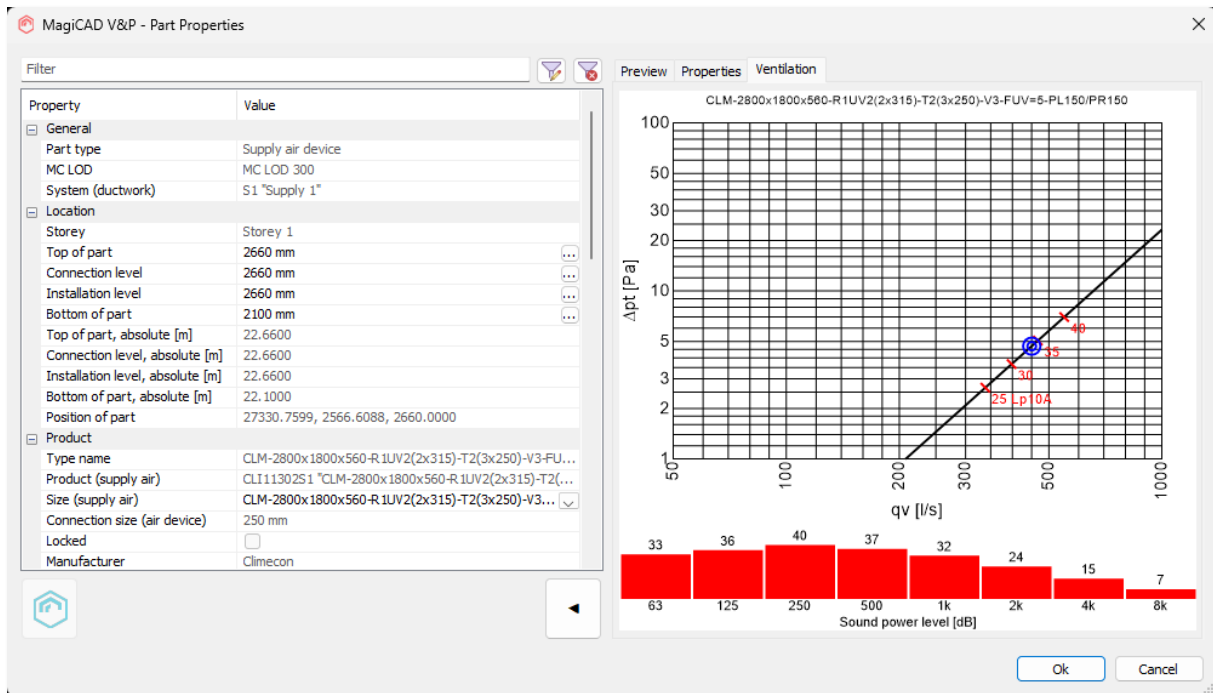 MagiCAD V&P - Part Properties
Filter
Property Value
General
Part type Supply air device
MC LOD MC LOD 300
System (ductwork) S1 "Supply 1"
Location
Storey Storey 1
Top of part 2660 mm ...
Connection level 2660 mm ...
Installation level 2660 mm ...
Bottom of part 2100 mm ...
Top of part, absolute [m] 22.6600
Connection level, absolute [m] 22.6600
Installation level, absolute [m] 22.6600
Bottom of part, absolute [m] 22.1000
Position of part 27330.7599, 2566.6088, 2660.0000
Product
Type name CLM-2800x1800x560-R1UV2(2x315)-T2(3x250)-V3-FU...
Product (supply air) CLI11302S1 "CLM-2800x1800x560-R1UV2(2x315)-T2(...
Size (supply air) CLM-2800x1800x560-R1UV2(2x315)-T2(3x250)-V3...
Connection size (air device) 250 mm
Locked
Manufacturer Climecon
Preview Properties Ventilation
CLM-2800x1800x560-R1UV2(2x315)-T2(3x250)-V3-FUV=5-PL150/PR150
100
50
30
20
10
5
3
2
1
Δpt [Pa]
40
35
30
25 Lp10A
50 100 200 300 500 1000
qv [l/s]
33 36 40 37 32 24 15 7
63 125 250 500 1k 2k 4k 8k
Sound power level [dB]
Ok Cancel